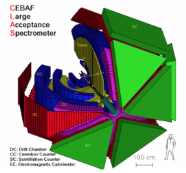 CEBAF
Large
Acceptance
Spectrometer
DC: Drift Chamber
CC: Cerenkov Counter
SC: Scintillation Counter
EC: Electromagnetic Calorimeter
100 cm